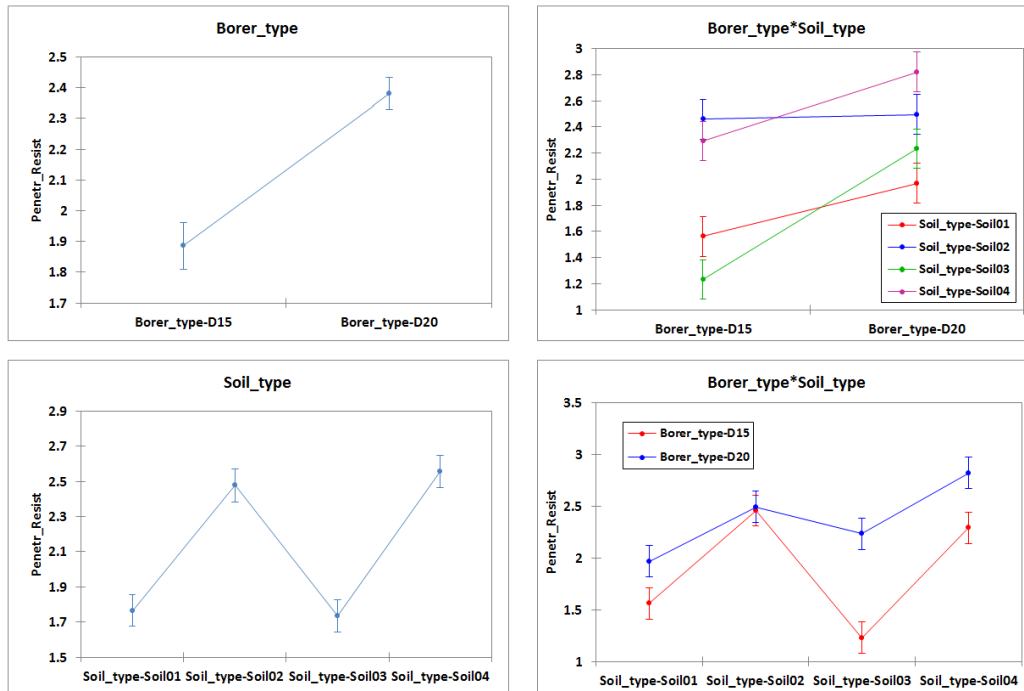 Borer_type
Penetr_Resist
2.5
2.4
2.3
2.2
2.1
2
1.9
1.8
1.7
Borer_type-D15 Borer_type-D20
Borer_type*Soil_type
Penetr_Resist
3
2.8
2.6
2.4
2.2
2
1.8
1.6
1.4
1.2
1
Soil_type-Soil01
Soil_type-Soil02
Soil_type-Soil03
Soil_type-Soil04
Borer_type-D15 Borer_type-D20
Soil_type
Penetr_Resist
2.9
2.7
2.5
2.3
2.1
1.9
1.7
1.5
Soil_type-Soil01 Soil_type-Soil02 Soil_type-Soil03 Soil_type-Soil04
Borer_type*Soil_type
Penetr_Resist
3.5
3
2.5
2
1.5
1
Borer_type-D15
Borer_type-D20
Soil_type-Soil01 Soil_type-Soil02 Soil_type-Soil03 Soil_type-Soil04